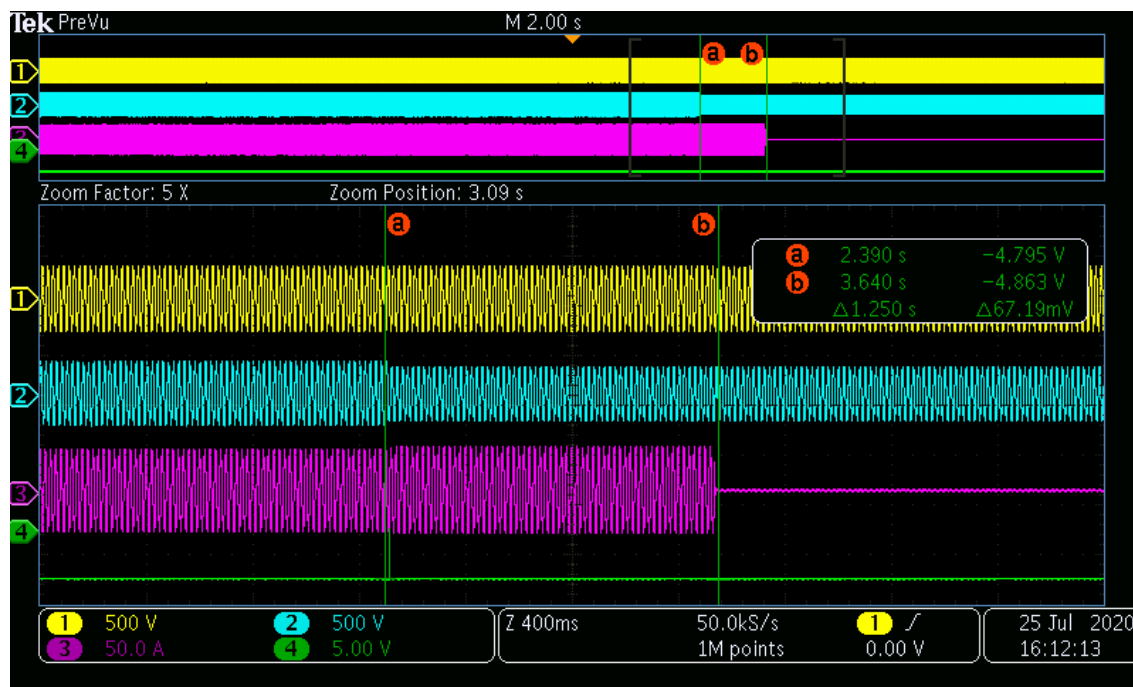 Tek PreVu M 2.00 s
a b
1
2
3
4
Zoom Factor: 5 X Zoom Position: 3.09 s
a b
a 2.390 s −4.795 V
b 3.640 s −4.863 V
△1.250 s △67.19mV
1
2
3
4
1 500 V 2 500 V Z 400ms 50.0kS/s 1 25 Jul 2020
3 50.0 A 4 5.00 V 1M points 0.00 V 16:12:13